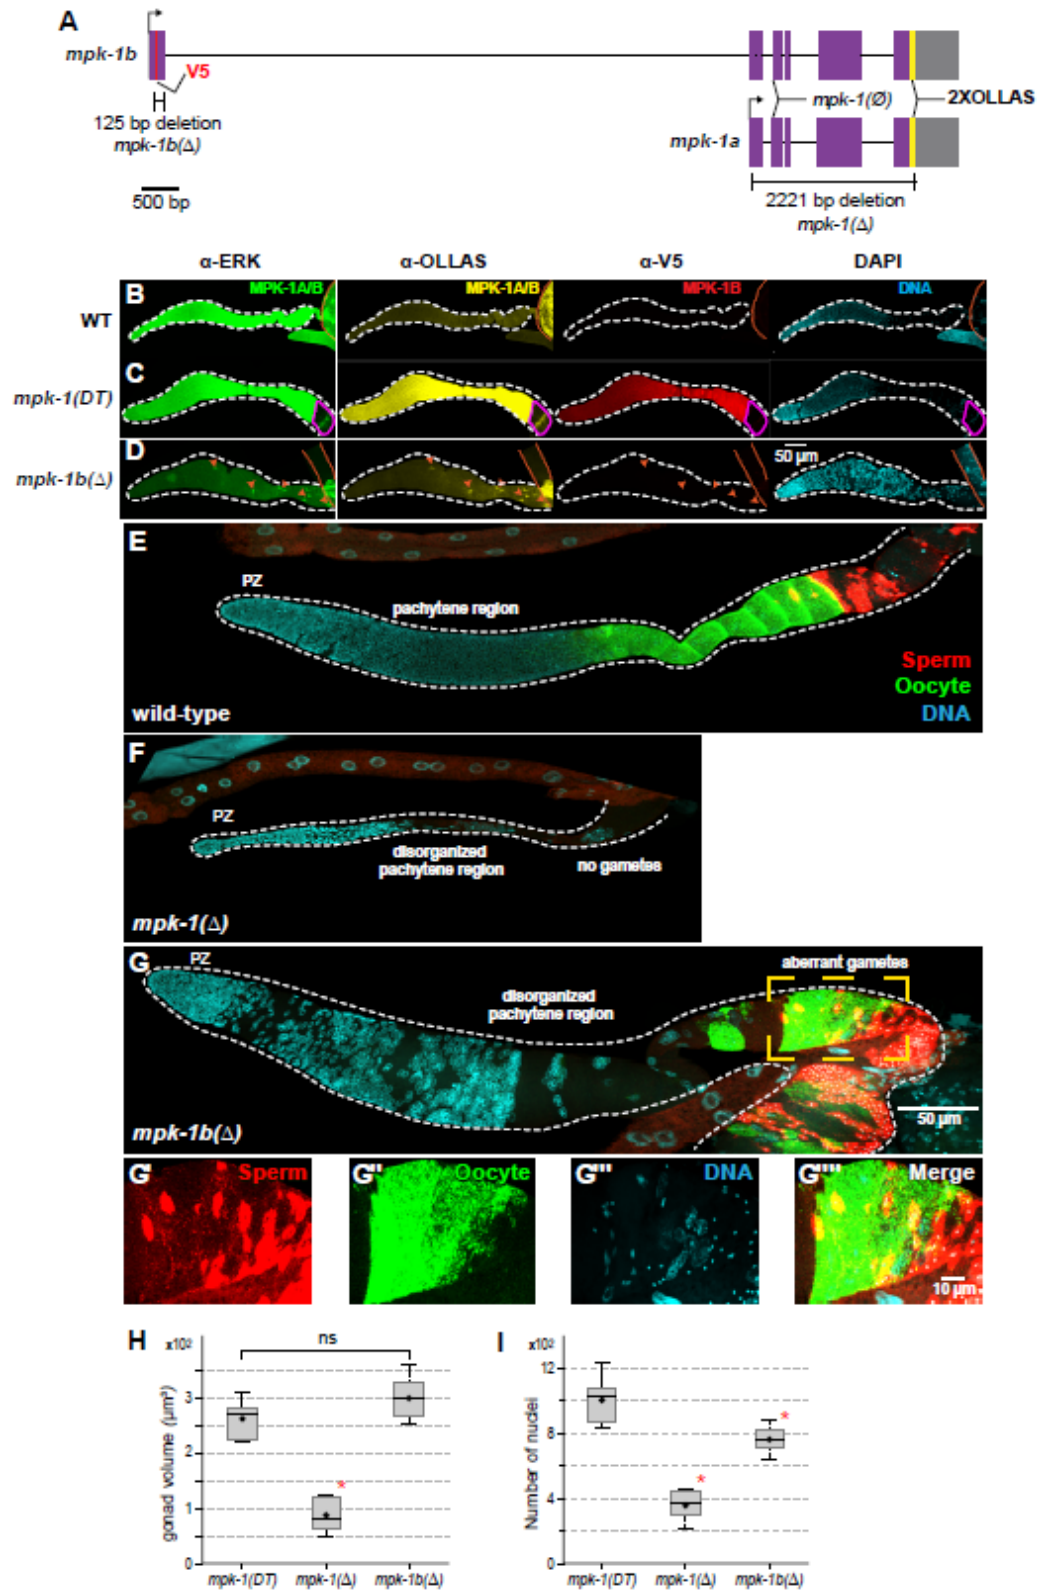 A
mpk-1b
V5
125 bp deletion
mpk-1b(Δ)
500 bp
mpk-1(Ø)
2XOLLAS
mpk-1a
2221 bp deletion
mpk-1(Δ)
α-ERK α-OLLAS α-V5 DAPI
B MPK-1A/B MPK-1A/B MPK-1B DNA
WT
C
mpk-1(DT)
D
mpk-1b(Δ)
50 µm
E
PZ
pachytene region
Sperm
Oocyte
DNA
wild-type
F
PZ
disorganized
pachytene region
no gametes
mpk-1(Δ)
G
PZ
aberrant gametes
disorganized
pachytene region
50 µm
mpk-1b(Δ)
G' Sperm G'' Oocyte G''' DNA G'''' Merge
10 µm
H
x10²
ns
gonad volume (µm³)
3
2
1
0
mpk-1(DT) mpk-1(Δ) mpk-1b(Δ)
I
x10²
Number of nuclei
12
8
4
0
*
*
*
mpk-1(DT) mpk-1(Δ) mpk-1b(Δ)